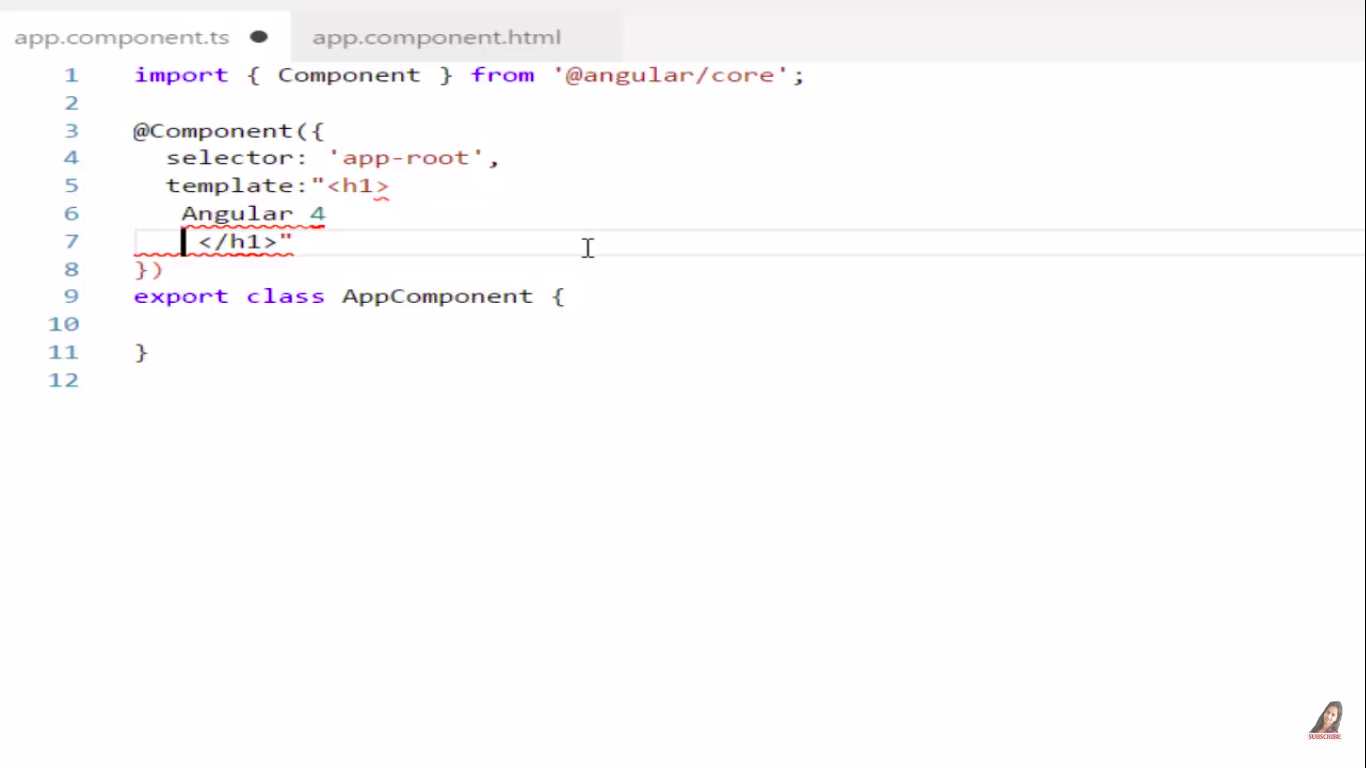 app.component.ts ● app.component.html
1 import { Component } from '@angular/core';
2
3 @Component({
4 selector: 'app-root',
5 template:"<h1>
6 Angular 4
7 </h1>"
8 })
9 export class AppComponent {
10
11 }
12
SUBSCRIBE